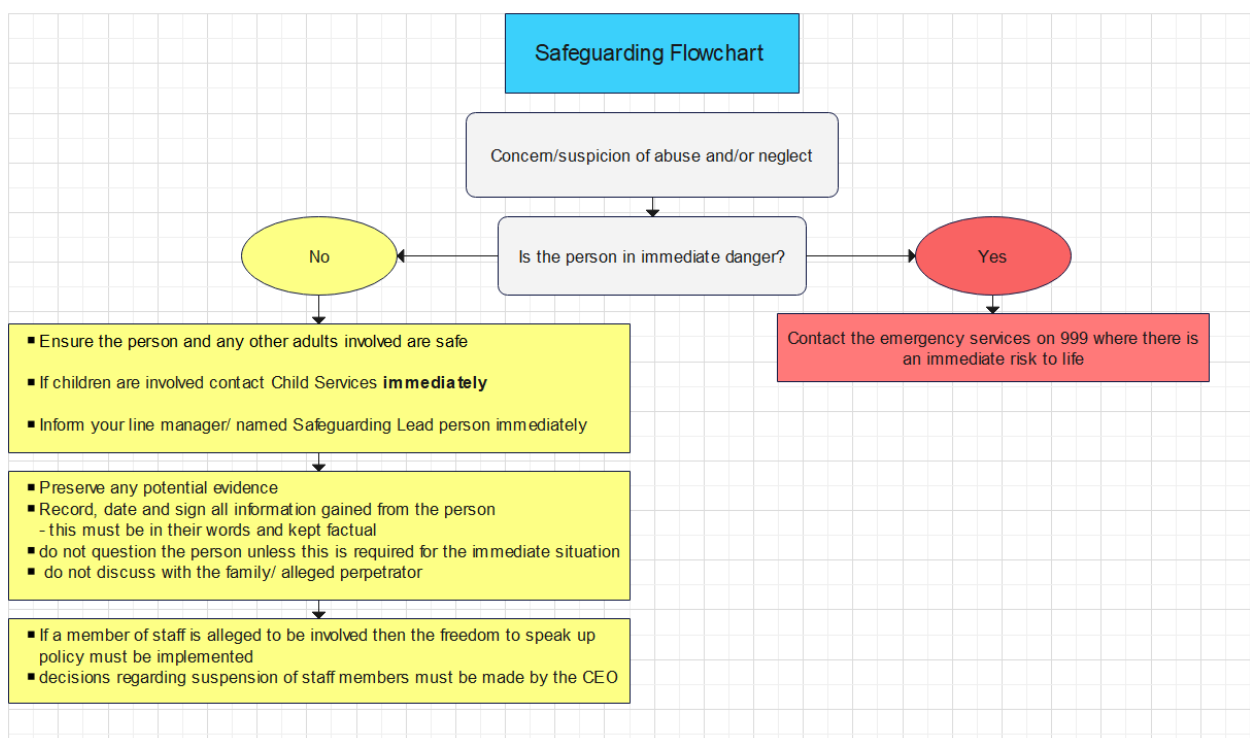 Safeguarding Flowchart
Concern/suspicion of abuse and/or neglect
Is the person in immediate danger?
No
Yes
▪ Ensure the person and any other adults involved are safe
▪ If children are involved contact Child Services immediately
▪ Inform your line manager/ named Safeguarding Lead person immediately
Contact the emergency services on 999 where there is
an immediate risk to life
▪ Preserve any potential evidence
▪ Record, date and sign all information gained from the person
- this must be in their words and kept factual
▪ do not question the person unless this is required for the immediate situation
▪ do not discuss with the family/ alleged perpetrator
▪ If a member of staff is alleged to be involved then the freedom to speak up
policy must be implemented
▪ decisions regarding suspension of staff members must be made by the CEO